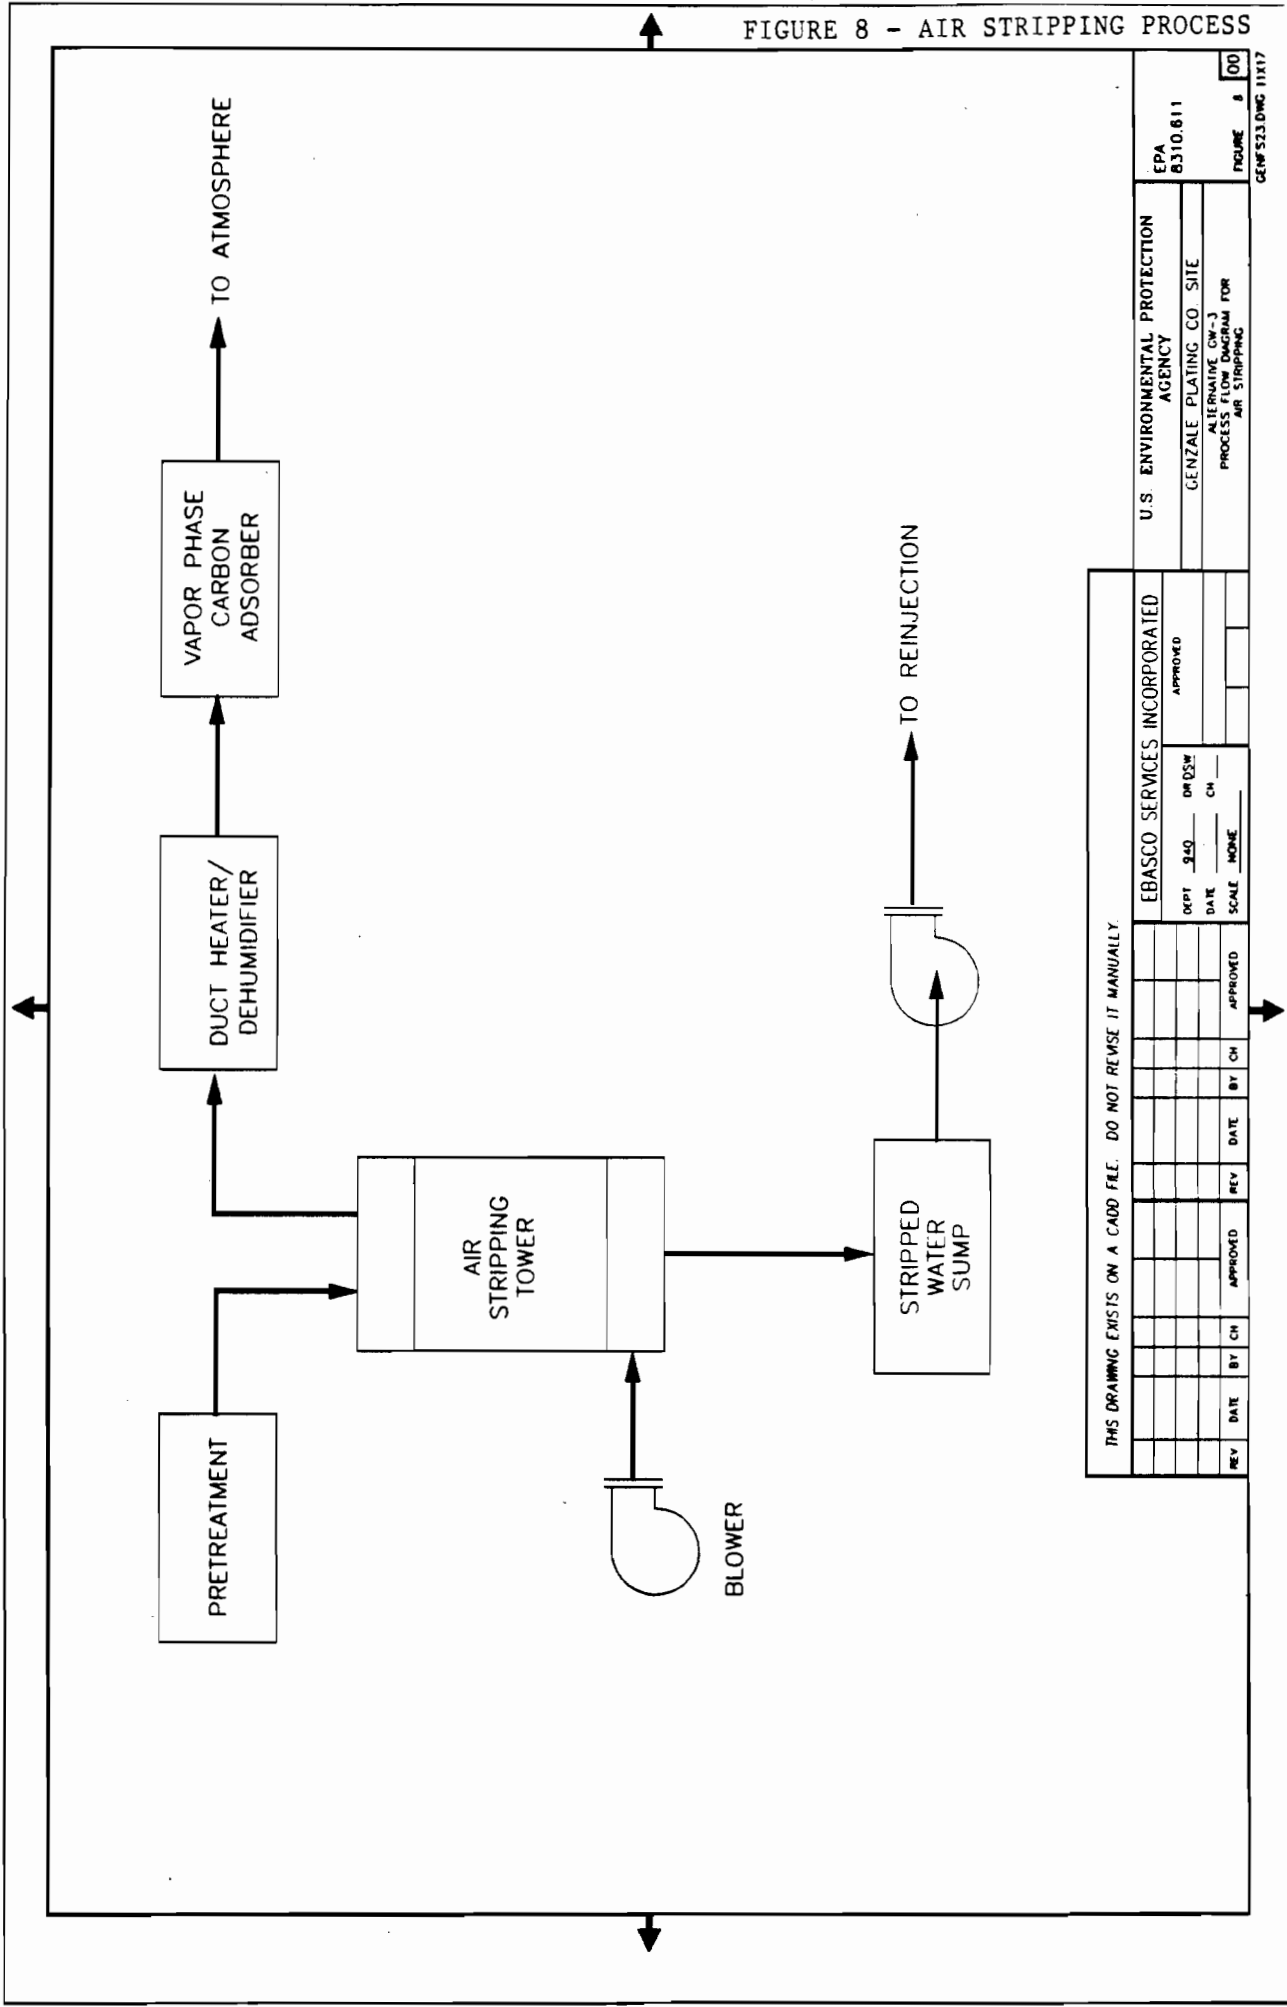 FIGURE 8 - AIR STRIPPING PROCESS
PRETREATMENT
BLOWER
AIR
STRIPPING
TOWER
DUCT HEATER/
DEHUMIDIFIER
VAPOR PHASE
CARBON
ADSORBER
TO ATMOSPHERE
STRIPPED
WATER
SUMP
TO REINJECTION
THIS DRAWING EXISTS ON A CADD FILE. DO NOT REVISE IT MANUALLY.
REV DATE BY CH APPROVED REV DATE BY CH APPROVED
EBASCO SERVICES INCORPORATED
DEPT 940 DR DSW
DATE CH
SCALE NONE
APPROVED
U.S. ENVIRONMENTAL PROTECTION
AGENCY
GENZALE PLATING CO. SITE
ALTERNATIVE GW-3
PROCESS FLOW DIAGRAM FOR
AIR STRIPPING
EPA
8310.611
FIGURE 8 00
GENFS23.DWG 11X17